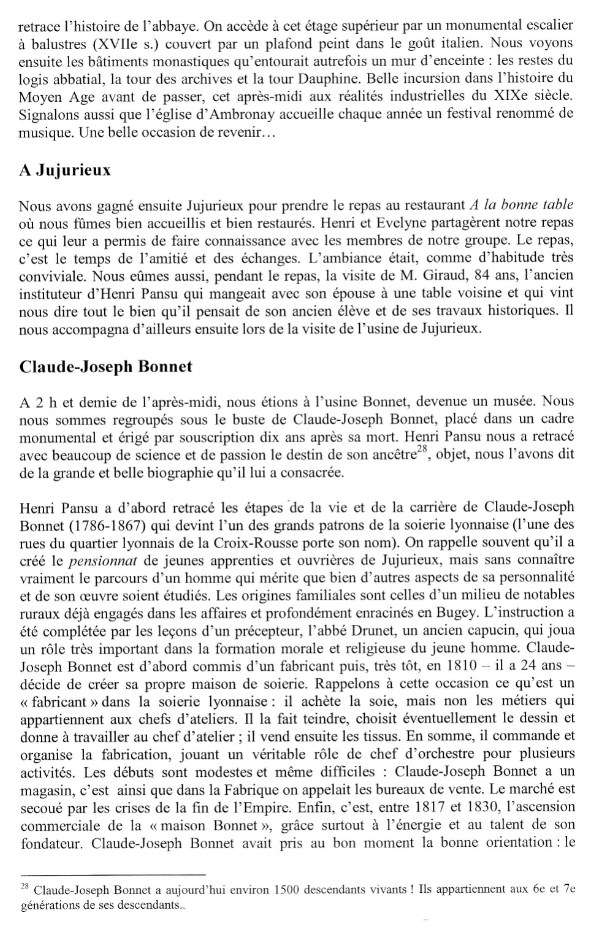 retrace l'histoire de l'abbaye. On accède à cet étage supérieur par un monumental escalier
à balustres (XVIIe s.) couvert par un plafond peint dans le goût italien. Nous voyons
ensuite les bâtiments monastiques qu'entourait autrefois un mur d'enceinte : les restes du
logis abbatial, la tour des archives et la tour Dauphine. Belle incursion dans l'histoire du
Moyen Age avant de passer, cet après-midi aux réalités industrielles du XIXe siècle.
Signalons aussi que l'église d'Ambronay accueille chaque année un festival renommé de
musique. Une belle occasion de revenir…
A Jujurieux
Nous avons gagné ensuite Jujurieux pour prendre le repas au restaurant A la bonne table
où nous fûmes bien accueillis et bien restaurés. Henri et Evelyne partagèrent notre repas
ce qui leur a permis de faire connaissance avec les membres de notre groupe. Le repas,
c'est le temps de l'amitié et des échanges. L'ambiance était, comme d'habitude très
conviviale. Nous eûmes aussi, pendant le repas, la visite de M. Giraud, 84 ans, l'ancien
instituteur d'Henri Pansu qui mangeait avec son épouse à une table voisine et qui vint
nous dire tout le bien qu'il pensait de son ancien élève et de ses travaux historiques. Il
nous accompagna d'ailleurs ensuite lors de la visite de l'usine de Jujurieux.
Claude-Joseph Bonnet
A 2 h et demie de l'après-midi, nous étions à l'usine Bonnet, devenue un musée. Nous
nous sommes regroupés sous le buste de Claude-Joseph Bonnet, placé dans un cadre
monumental et érigé par souscription dix ans après sa mort. Henri Pansu nous a retracé
avec beaucoup de science et de passion le destin de son ancêtre28, objet, nous l'avons dit
de la grande et belle biographie qu'il lui a consacrée.
Henri Pansu a d'abord retracé les étapes de la vie et de la carrière de Claude-Joseph
Bonnet (1786-1867) qui devint l'un des grands patrons de la soierie lyonnaise (l'une des
rues du quartier lyonnais de la Croix-Rousse porte son nom). On rappelle souvent qu'il a
créé le pensionnat de jeunes apprenties et ouvrières de Jujurieux, mais sans connaître
vraiment le parcours d'un homme qui mérite que bien d'autres aspects de sa personnalité
et de son œuvre soient étudiés. Les origines familiales sont celles d'un milieu de notables
ruraux déjà engagés dans les affaires et profondément enracinés en Bugey. L'instruction a
été complétée par les leçons d'un précepteur, l'abbé Drunet, un ancien capucin, qui joua
un rôle très important dans la formation morale et religieuse du jeune homme. Claude-
Joseph Bonnet est d'abord commis d'un fabricant puis, très tôt, en 1810 – il a 24 ans –
décide de créer sa propre maison de soierie. Rappelons à cette occasion ce qu'est un
« fabricant » dans la soierie lyonnaise : il achète la soie, mais non les métiers qui
appartiennent aux chefs d'ateliers. Il la fait teindre, choisit éventuellement le dessin et
donne à travailler au chef d'atelier ; il vend ensuite les tissus. En somme, il commande et
organise la fabrication, jouant un véritable rôle de chef d'orchestre pour plusieurs
activités. Les débuts sont modestes et même difficiles : Claude-Joseph Bonnet a un
magasin, c'est ainsi que dans la Fabrique on appelait les bureaux de vente. Le marché est
secoué par les crises de la fin de l'Empire. Enfin, c'est, entre 1817 et 1830, l'ascension
commerciale de la « maison Bonnet », grâce surtout à l'énergie et au talent de son
fondateur. Claude-Joseph Bonnet avait pris au bon moment la bonne orientation : le
28 Claude-Joseph Bonnet a aujourd'hui environ 1500 descendants vivants ! Ils appartiennent aux 6e et 7e
générations de ses descendants..